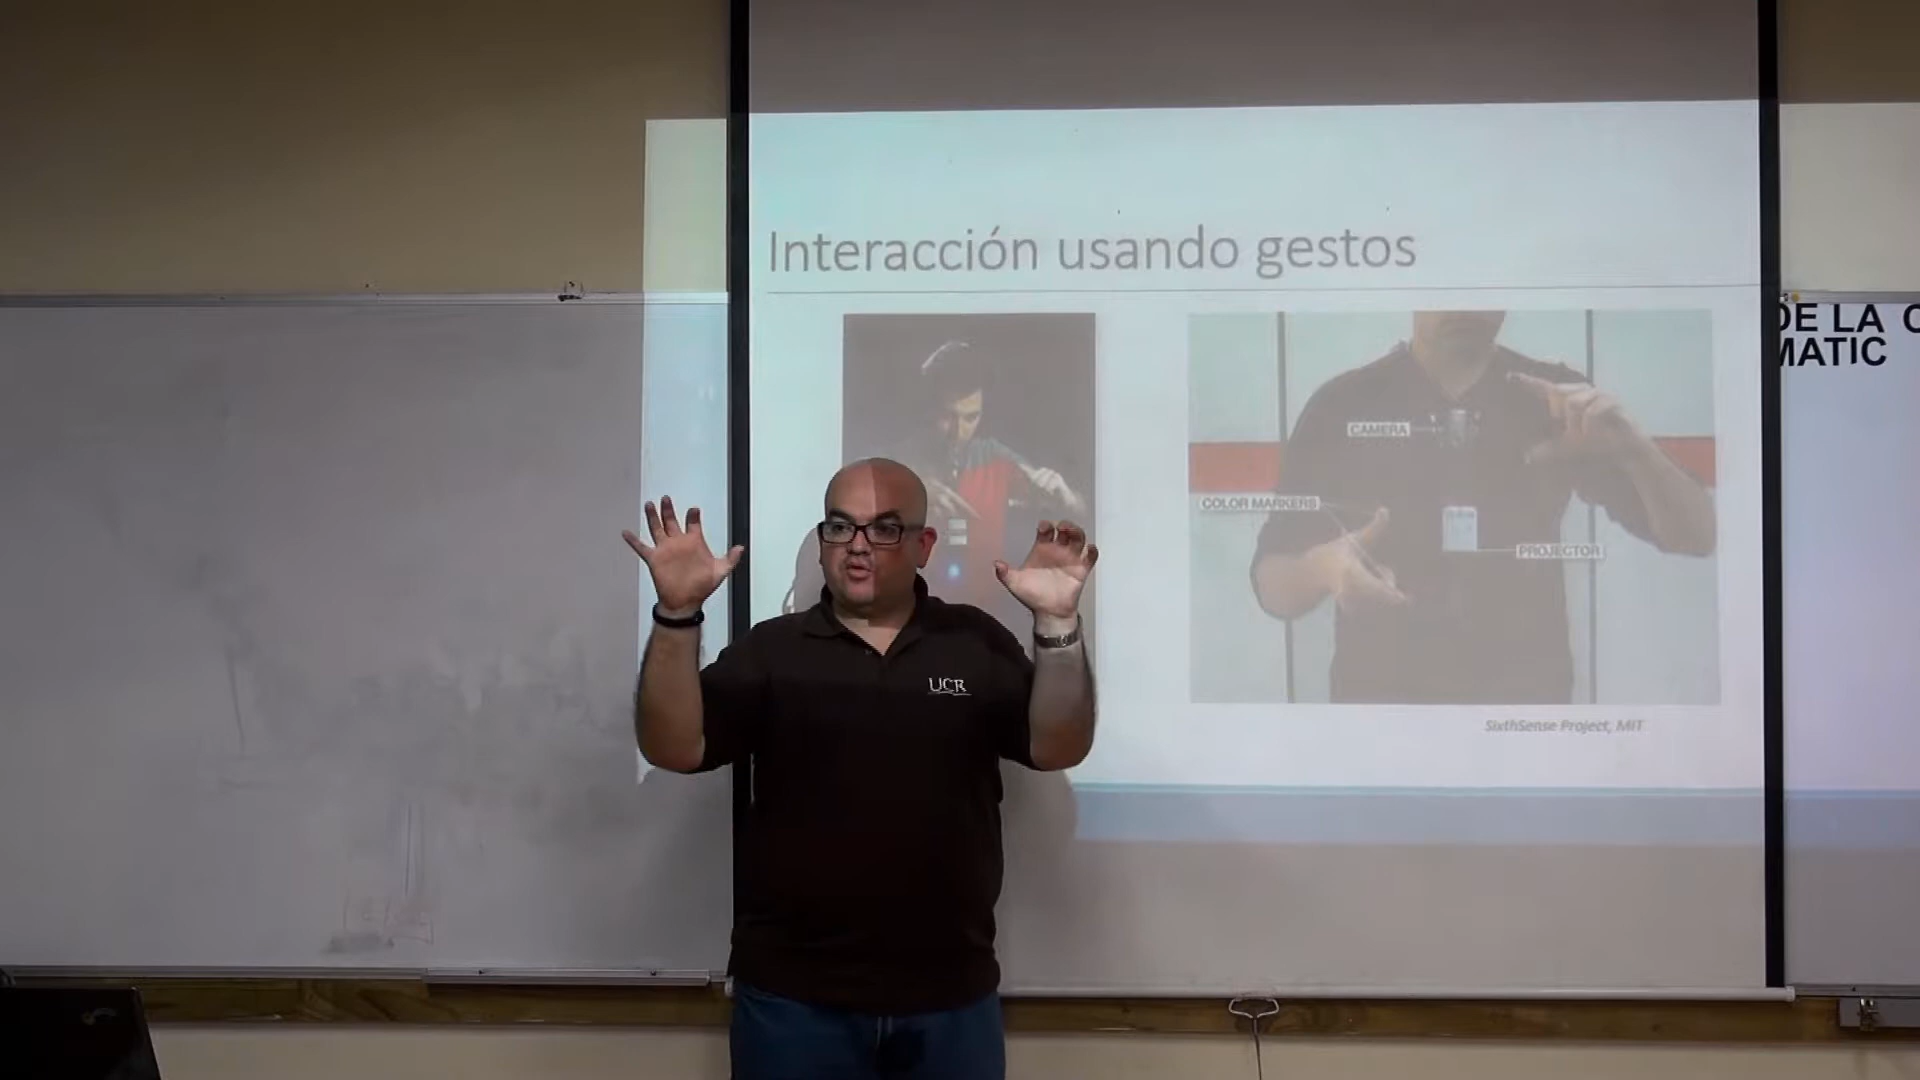 Interacción usando gestos
DE LA C
MATIC
CAMERA
COLOR MARKERS
PROJECTOR
UCR
SixthSense Project, MIT